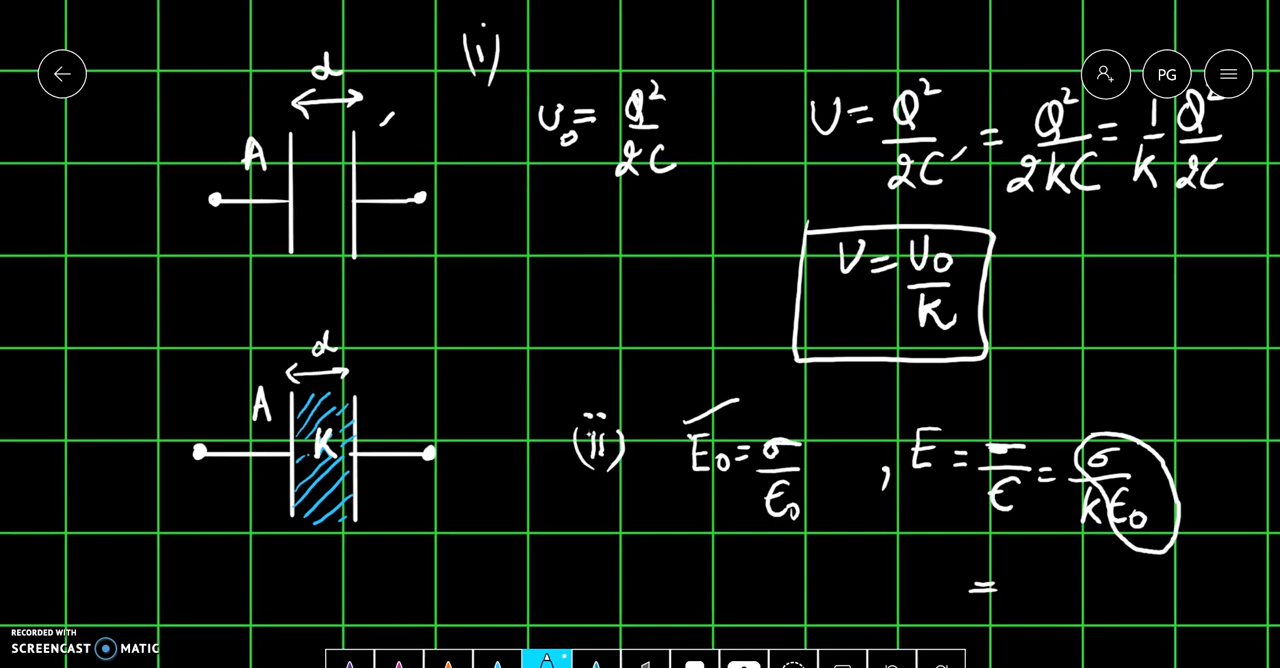 (i)
d
A
U₀ = Q²/2C
U = Q²/2C' = Q²/2KC = 1/K Q²/2C
U = U₀/K
d
A
K
(ii) E₀ = σ/ε₀ , E = σ/ε = σ/Kε₀
=
PG
RECORDED WITH
SCREENCAST MATIC